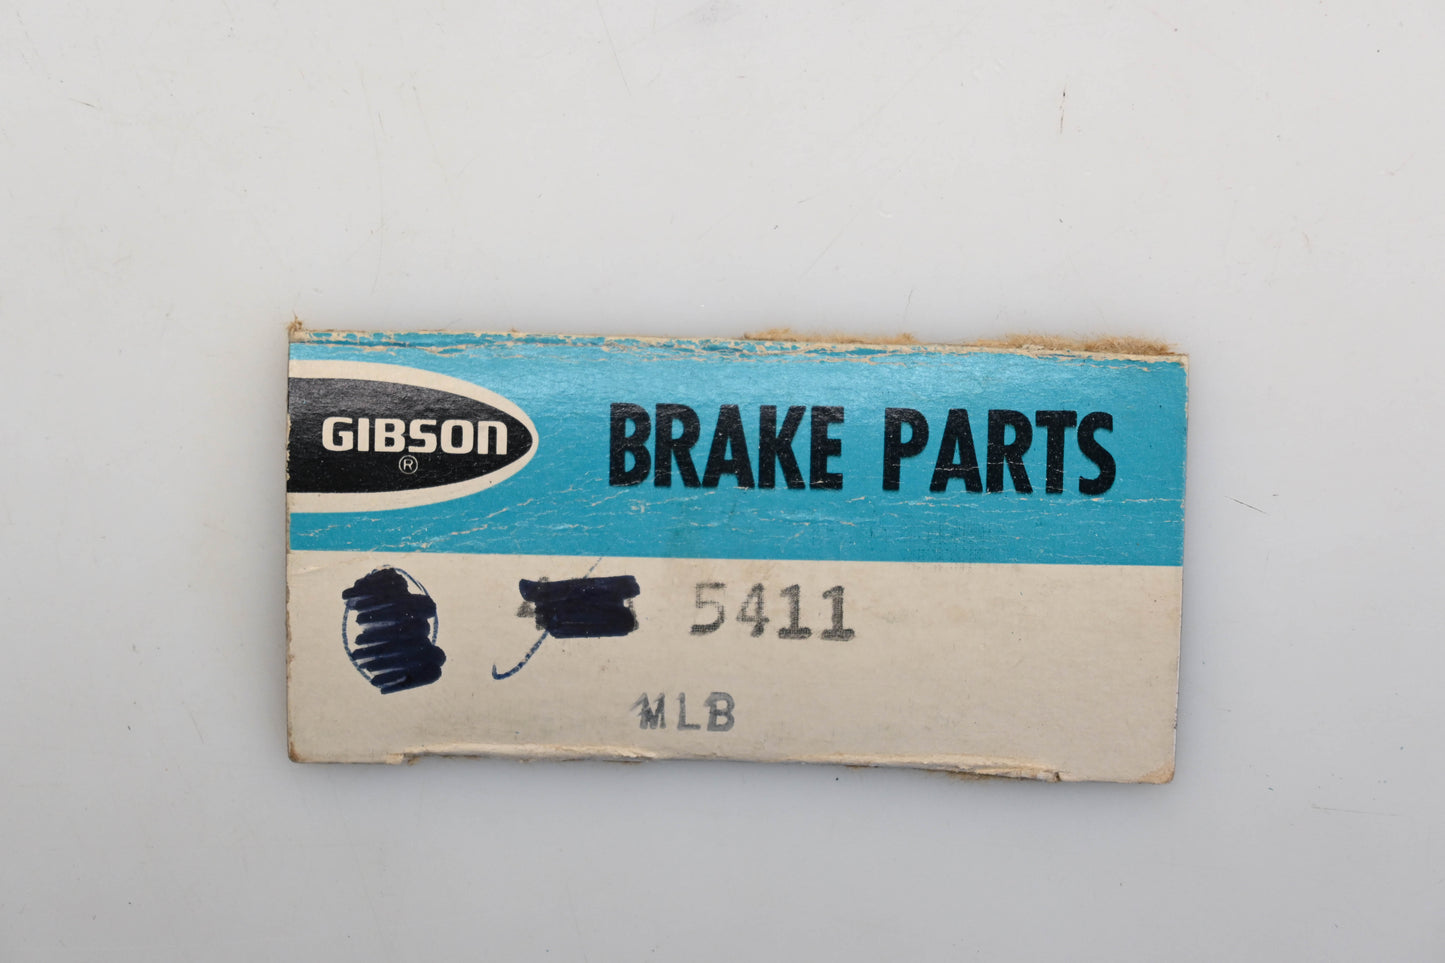 GIBSON
®
BRAKE PARTS
5411
MLB